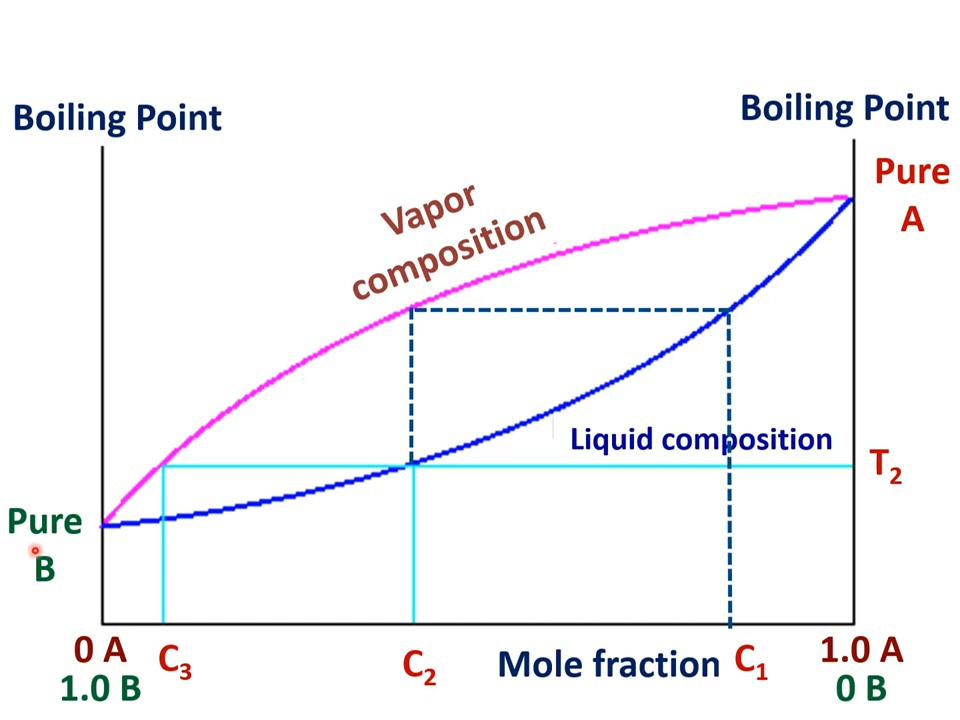 Boiling Point
Boiling Point
Pure
A
Vapor
composition
Liquid composition
T₂
Pure
B
0 A
1.0 B
C₃
C₂
Mole fraction
C₁
1.0 A
0 B